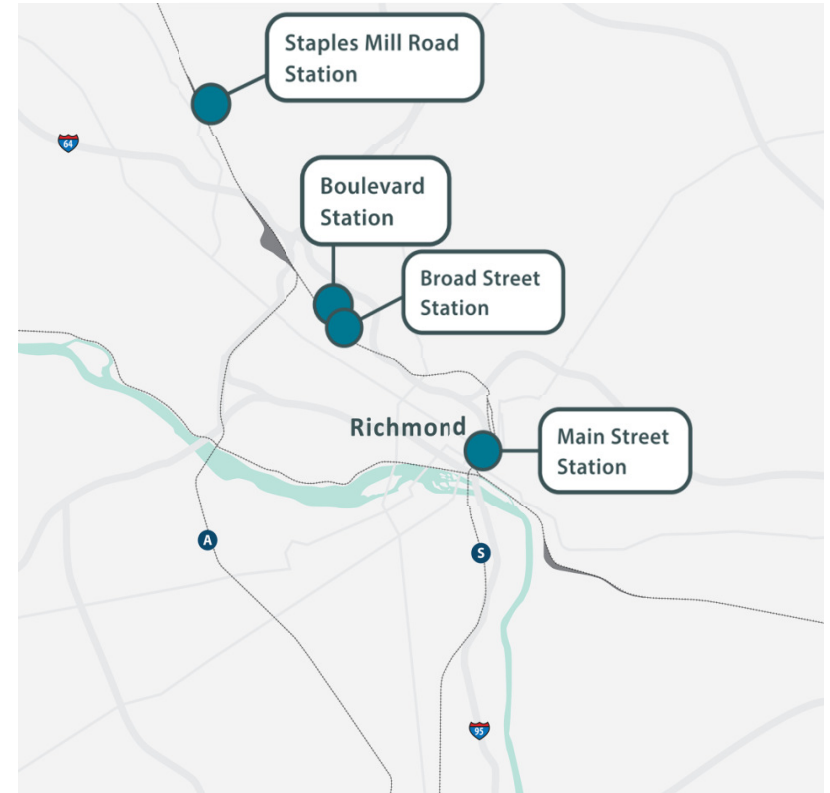 Staples Mill Road
Station
64
Boulevard
Station
Broad Street
Station
Richmond
Main Street
Station
A
S
95